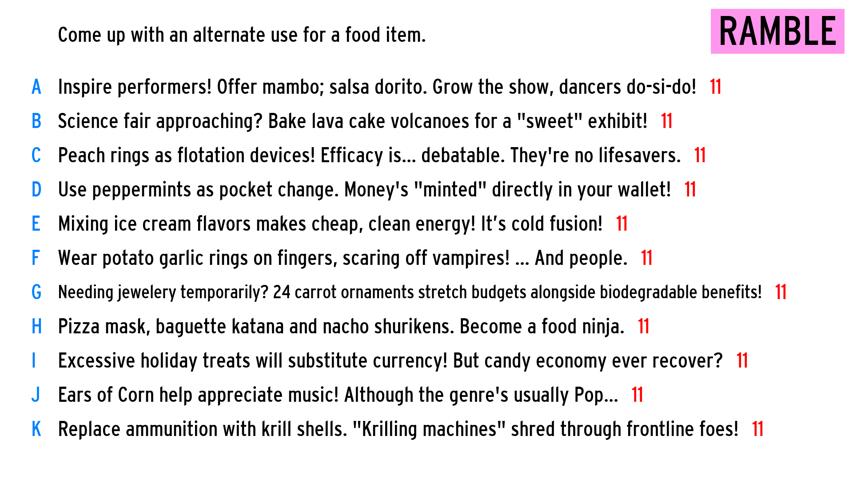 Come up with an alternate use for a food item.
RAMBLE
A Inspire performers! Offer mambo; salsa dorito. Grow the show, dancers do-si-do! 11
B Science fair approaching? Bake lava cake volcanoes for a "sweet" exhibit! 11
C Peach rings as flotation devices! Efficacy is... debatable. They're no lifesavers. 11
D Use peppermints as pocket change. Money's "minted" directly in your wallet! 11
E Mixing ice cream flavors makes cheap, clean energy! It’s cold fusion! 11
F Wear potato garlic rings on fingers, scaring off vampires! ... And people. 11
G Needing jewelery temporarily? 24 carrot ornaments stretch budgets alongside biodegradable benefits! 11
H Pizza mask, baguette katana and nacho shurikens. Become a food ninja. 11
I Excessive holiday treats will substitute currency! But candy economy ever recover? 11
J Ears of Corn help appreciate music! Although the genre's usually Pop... 11
K Replace ammunition with krill shells. "Krilling machines" shred through frontline foes! 11